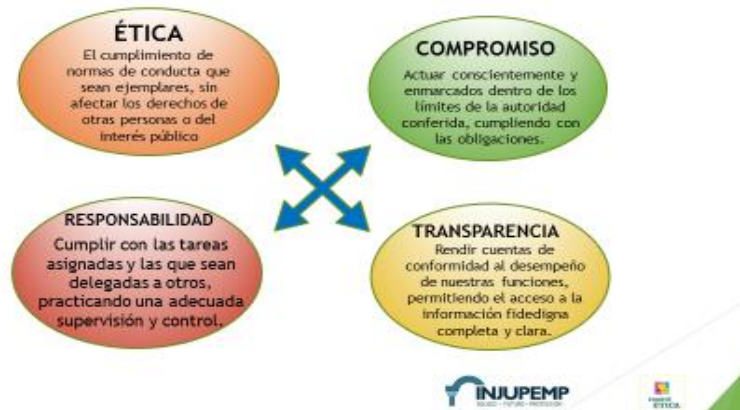 ÉTICA
El cumplimiento de
normas de conducta que
sean ejemplares, sin
afectar los derechos de
otras personas o del
interés público
COMPROMISO
Actuar conscientemente y
enmarcados dentro de los
límites de la autoridad
conferida, cumpliendo con
las obligaciones.
RESPONSABILIDAD
Cumplir con las tareas
asignadas y las que sean
delegadas a otros,
practicando una adecuada
supervisión y control.
TRANSPARENCIA
Rendir cuentas de
conformidad al desempeño
de nuestras funciones,
permitiendo el acceso a la
información fidedigna
completa y clara.
INJUPEMP
ÉTICA